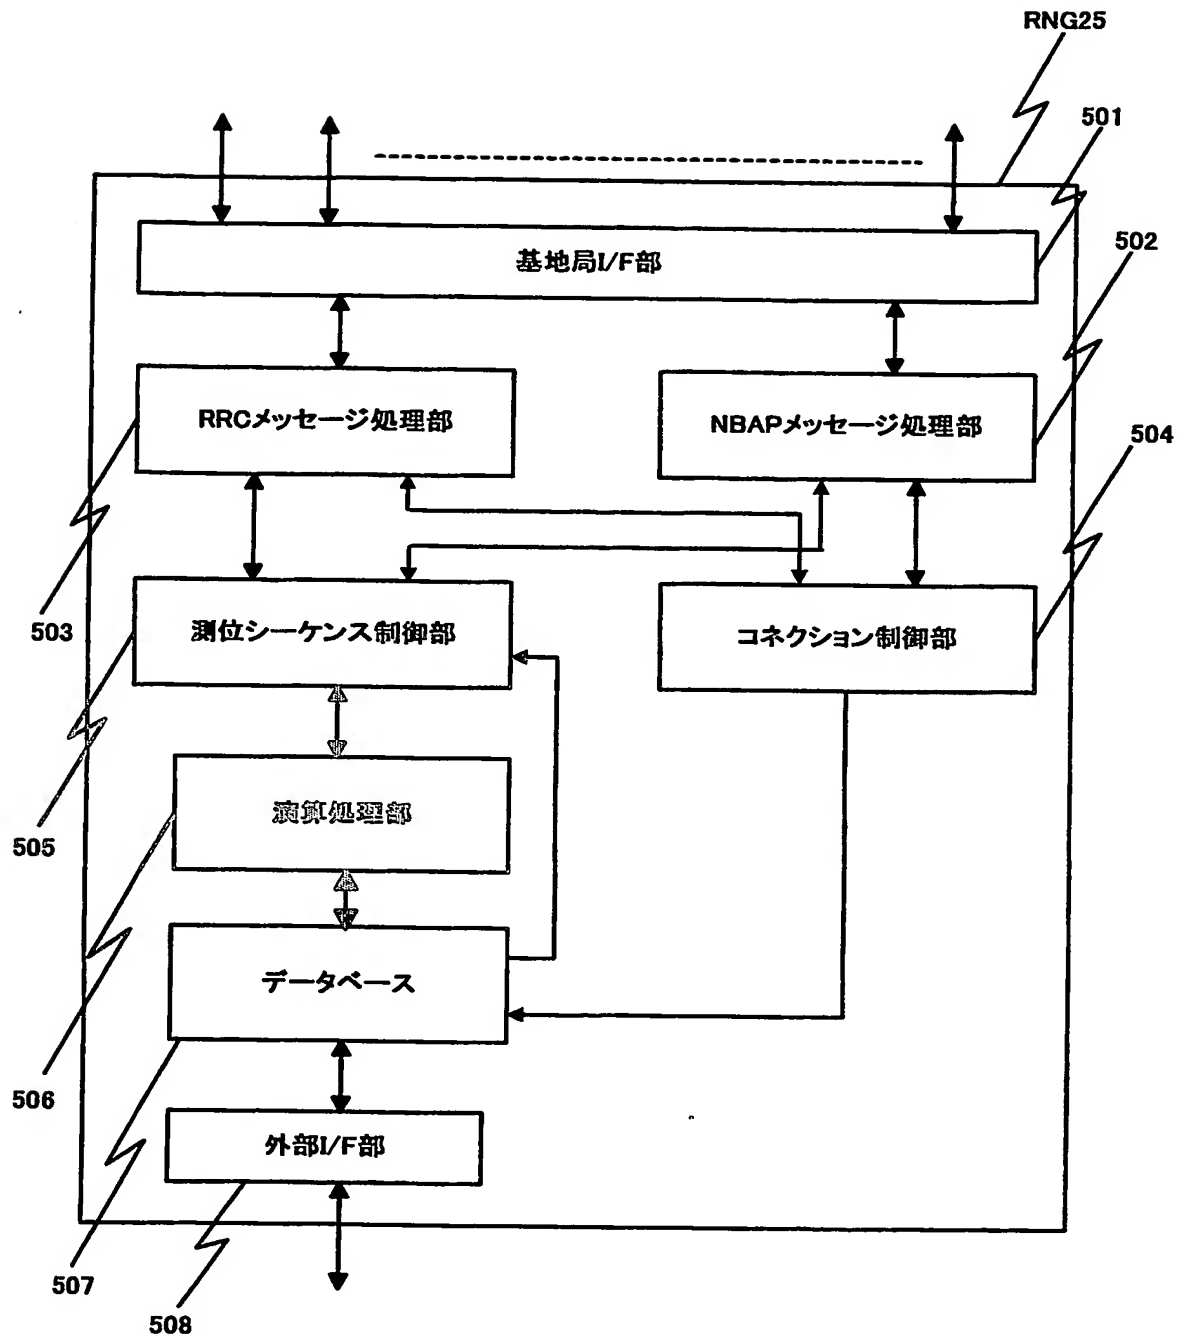 RNG25
501
基地局I/F部
502
RRCメッセージ処理部
NBAPメッセージ処理部
504
503
測位シーケンス制御部
コネクション制御部
505
演算処理部
データベース
506
外部I/F部
507
508